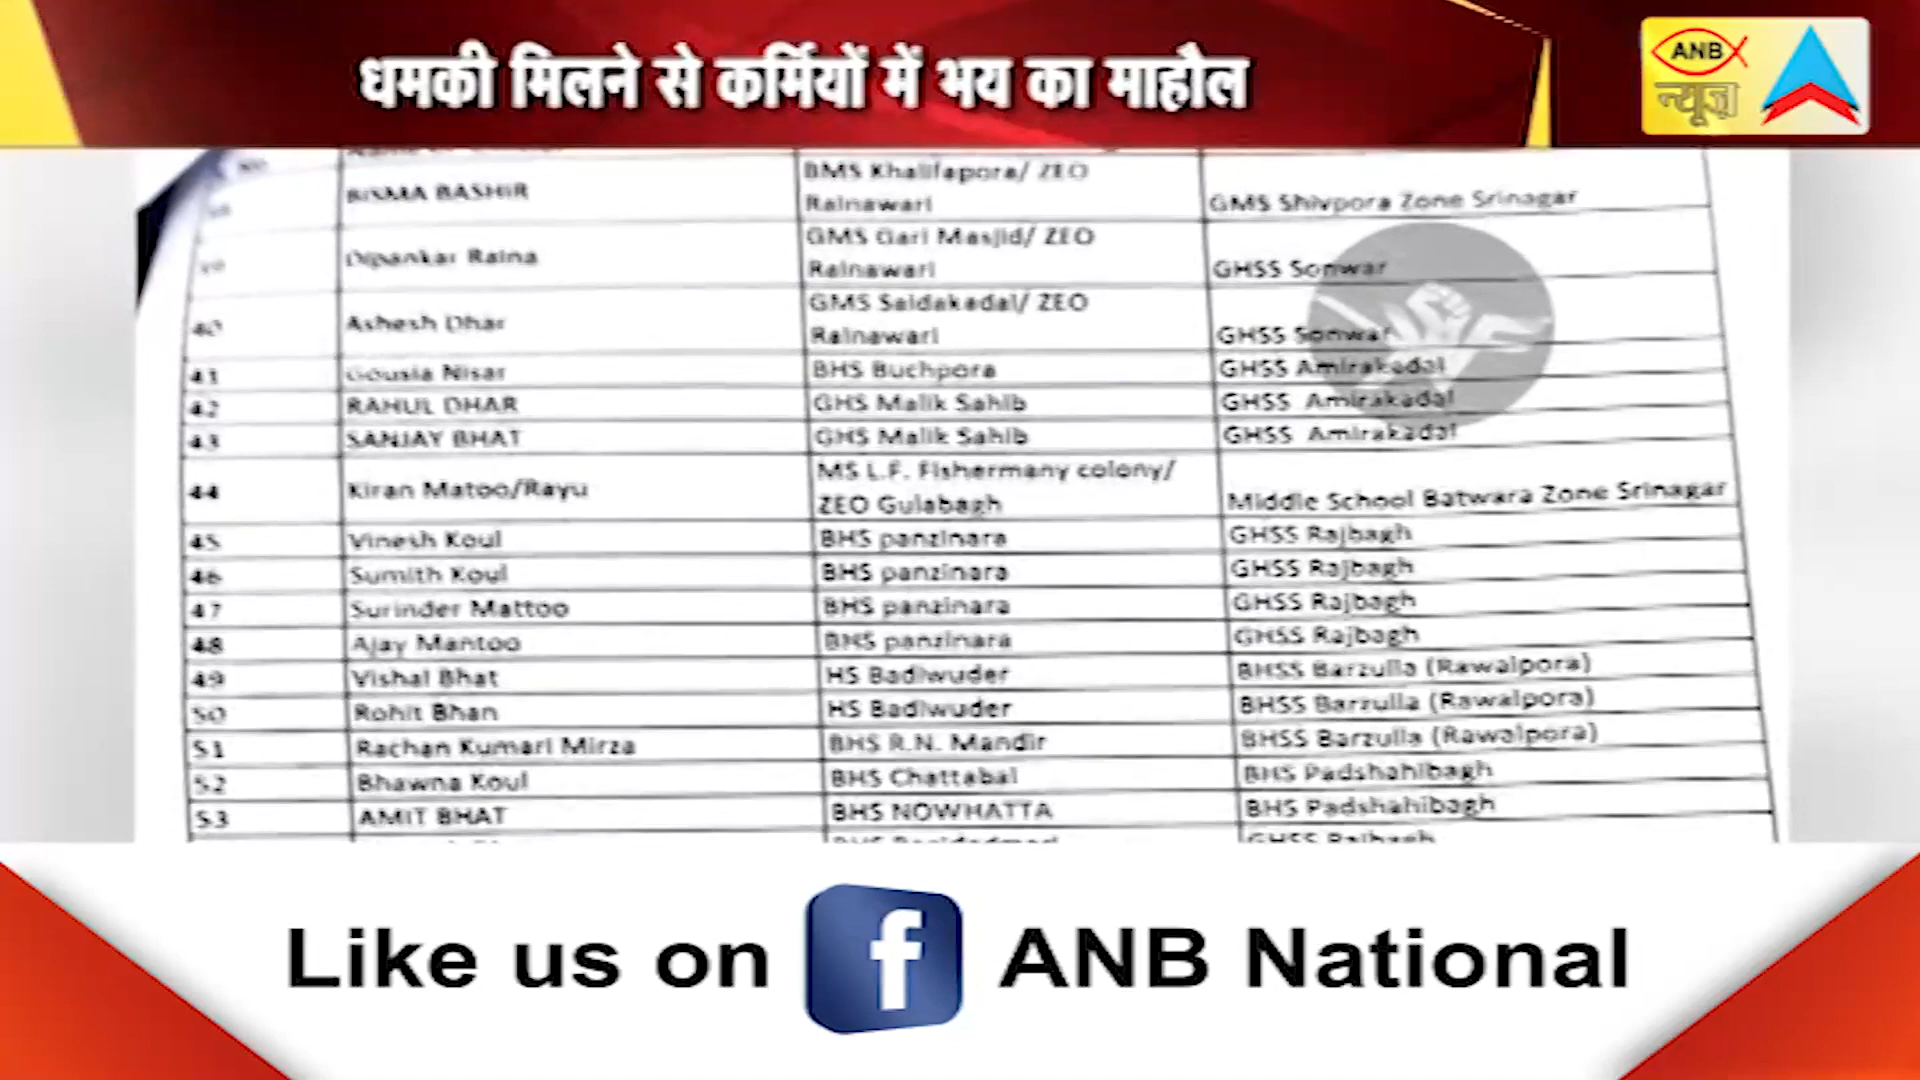 धमकी मिलने से कर्मियों में भय का माहौल
ANB
न्यूज़
BISMA BASHIR
BMS Khalifapora/ ZEO
Rainawari
GMS Shivpora Zone Srinagar
Dipankar Raina
GMS Gari Masjid/ ZEO
Rainawari
GHSS Sonwar
40
Ashesh Dhar
GMS Saidakadal/ ZEO
Rainawari
GHSS Sonwar
41 Gousia Nisar BHS Buchpora GHSS Amirakadal
42 RAHUL DHAR GHS Malik Sahib GHSS Amirakadal
43 SANJAY BHAT GHS Malik Sahib GHSS Amirakadal
44 Kiran Matoo/Rayu
MS L.F. Fishermany colony/
ZEO Gulabagh
Middle School Batwara Zone Srinagar
45 Vinesh Koul BHS panzinara GHSS Rajbagh
46 Sumith Koul BHS panzinara GHSS Rajbagh
47 Surinder Mattoo BHS panzinara GHSS Rajbagh
48 Ajay Mantoo BHS panzinara GHSS Rajbagh
49 Vishal Bhat HS Badiwuder BHSS Barzulla (Rawalpora)
50 Rohit Bhan HS Badiwuder BHSS Barzulla (Rawalpora)
51 Rachan Kumari Mirza BHS R.N. Mandir BHSS Barzulla (Rawalpora)
52 Bhawna Koul BHS Chattabal BHS Padshahibagh
53 AMIT BHAT BHS NOWHATTA BHS Padshahibagh
GHSS Rajbagh
Like us on f ANB National